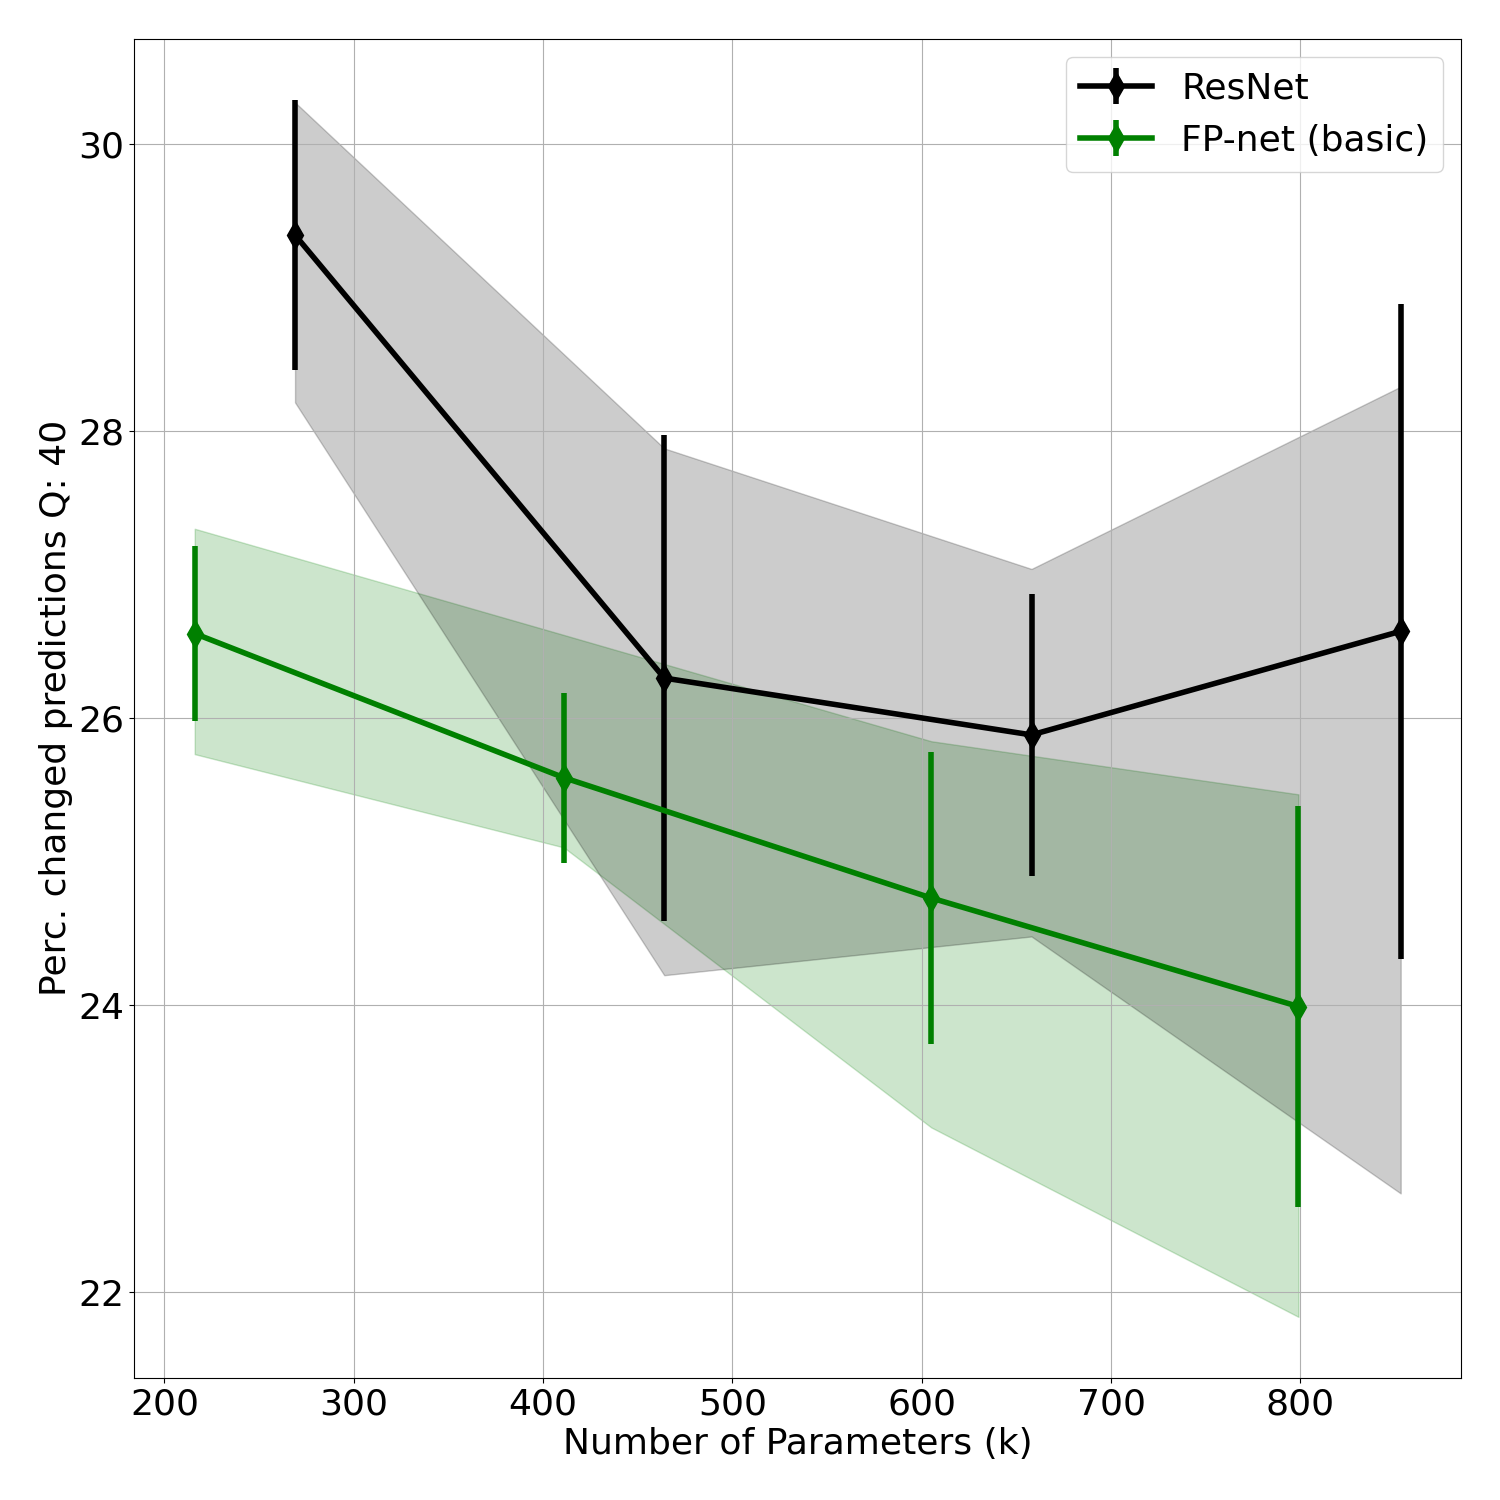 ResNet
FP-net (basic)
30
28
26
24
22
Perc. changed predictions Q: 40
200 300 400 500 600 700 800
Number of Parameters (k)